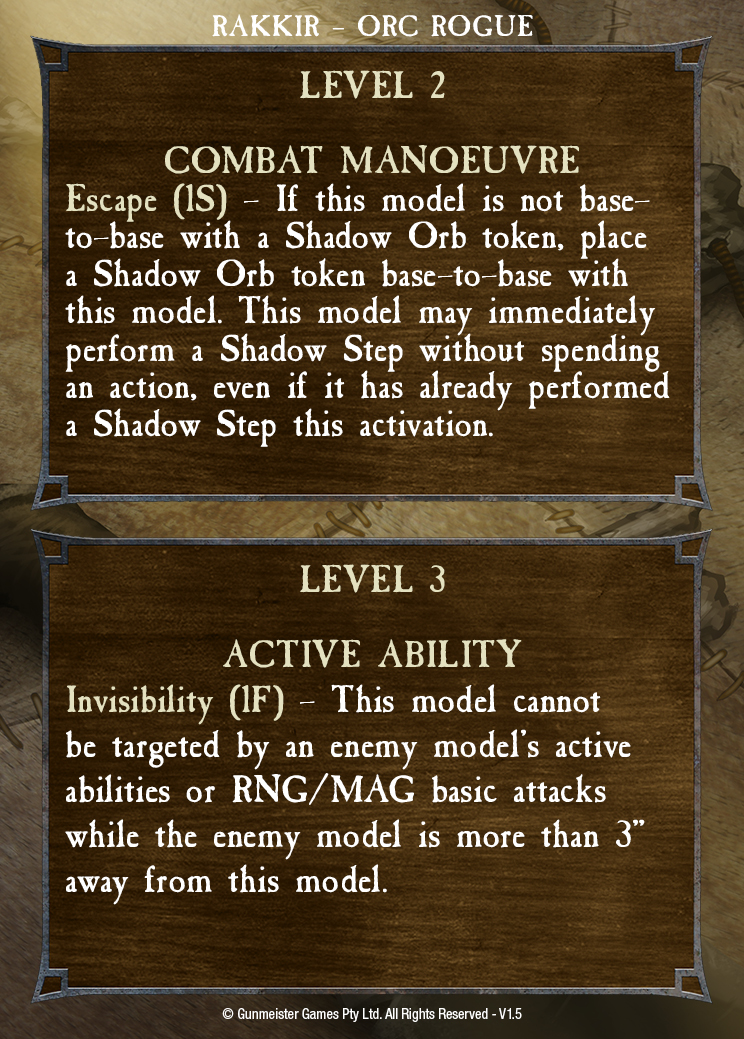 RAKKIR – ORC ROGUE
LEVEL 2
COMBAT MANOEUVRE
Escape (1S) – If this model is not base–
to–base with a Shadow Orb token, place
a Shadow Orb token base–to–base with
this model. This model may immediately
perform a Shadow Step without spending
an action, even if it has already performed
a Shadow Step this activation.
LEVEL 3
ACTIVE ABILITY
Invisibility (1F) – This model cannot
be targeted by an enemy model's active
abilities or RNG/MAG basic attacks
while the enemy model is more than 3”
away from this model.
© Gunmeister Games Pty Ltd. All Rights Reserved - V1.5